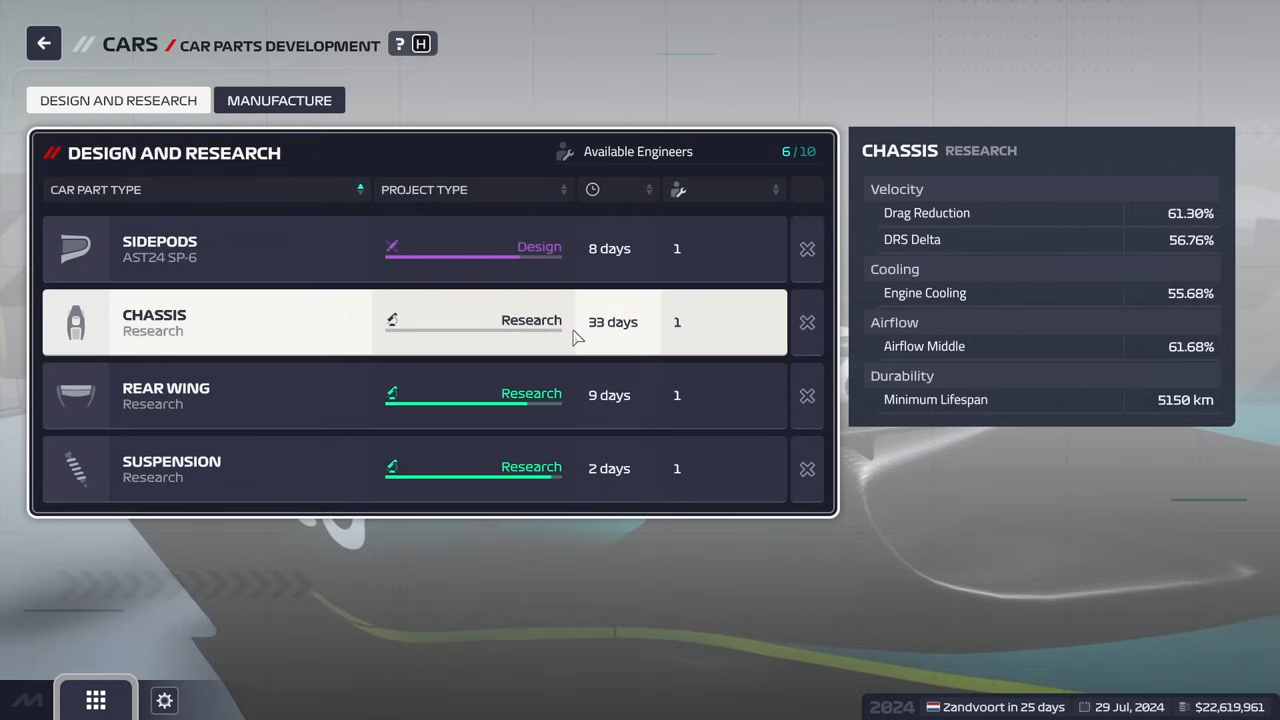 CARS / CAR PARTS DEVELOPMENT ? H
DESIGN AND RESEARCH MANUFACTURE
DESIGN AND RESEARCH Available Engineers 6/10
CAR PART TYPE PROJECT TYPE
SIDEPODS
AST24 SP-6
Design 8 days 1
CHASSIS
Research
Research 33 days 1
REAR WING
Research
Research 9 days 1
SUSPENSION
Research
Research 2 days 1
CHASSIS RESEARCH
Velocity
Drag Reduction 61.30%
DRS Delta 56.76%
Cooling
Engine Cooling 55.68%
Airflow
Airflow Middle 61.68%
Durability
Minimum Lifespan 5150 km
2024 Zandvoort in 25 days 29 Jul, 2024 $22,619,961